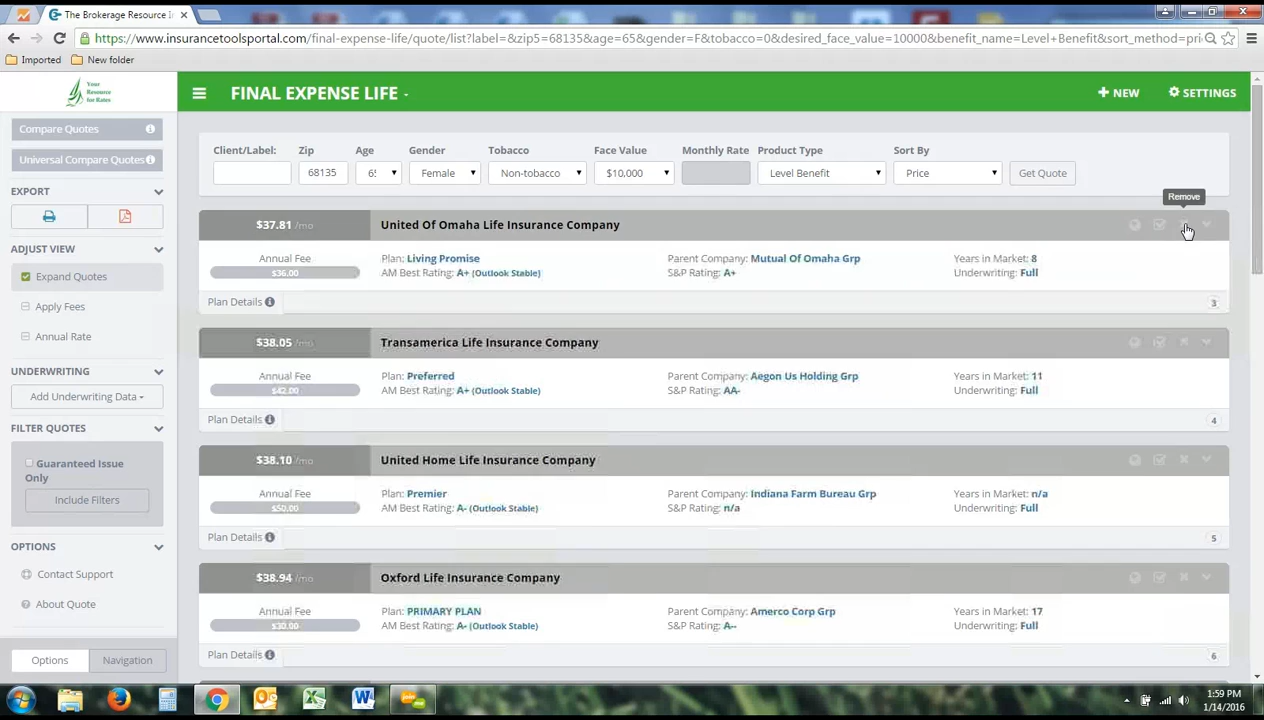 The Brokerage Resource I
https://www.insurancetoolsportal.com/final-expense-life/quote/list?label=&zip5=68135&age=65&gender=F&tobacco=0&desired_face_value=10000&benefit_name=Level+Benefit&sort_method=pri
Imported New folder
Your
Resource
for Rates
FINAL EXPENSE LIFE
+ NEW SETTINGS
Compare Quotes
Universal Compare Quotes
EXPORT
ADJUST VIEW
Expand Quotes
Apply Fees
Annual Rate
UNDERWRITING
Add Underwriting Data
FILTER QUOTES
Guaranteed Issue
Only
Include Filters
OPTIONS
Contact Support
About Quote
Options Navigation
Client/Label: Zip Age Gender Tobacco Face Value Monthly Rate Product Type Sort By
68135 6 Female Non-tobacco $10,000 Level Benefit Price Get Quote
Remove
$37.81 /mo United Of Omaha Life Insurance Company
Annual Fee Plan: Living Promise Parent Company: Mutual Of Omaha Grp Years in Market: 8
$36.00 AM Best Rating: A+ (Outlook Stable) S&P Rating: A+ Underwriting: Full
Plan Details 3
$38.05 /mo Transamerica Life Insurance Company
Annual Fee Plan: Preferred Parent Company: Aegon Us Holding Grp Years in Market: 11
$42.00 AM Best Rating: A+ (Outlook Stable) S&P Rating: AA- Underwriting: Full
Plan Details 4
$38.10 /mo United Home Life Insurance Company
Annual Fee Plan: Premier Parent Company: Indiana Farm Bureau Grp Years in Market: n/a
$50.00 AM Best Rating: A- (Outlook Stable) S&P Rating: n/a Underwriting: Full
Plan Details 5
$38.94 /mo Oxford Life Insurance Company
Annual Fee Plan: PRIMARY PLAN Parent Company: Amerco Corp Grp Years in Market: 17
$30.00 AM Best Rating: A- (Outlook Stable) S&P Rating: A-- Underwriting: Full
Plan Details 6
1:59 PM
1/14/2016